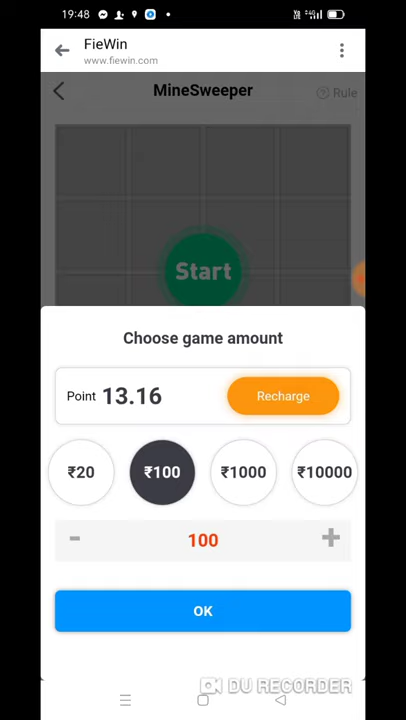 19:48
FieWin
www.fiewin.com
MineSweeper
Rule
Start
Choose game amount
Point 13.16
Recharge
₹20 ₹100 ₹1000 ₹10000
- 100 +
OK
DU RECORDER